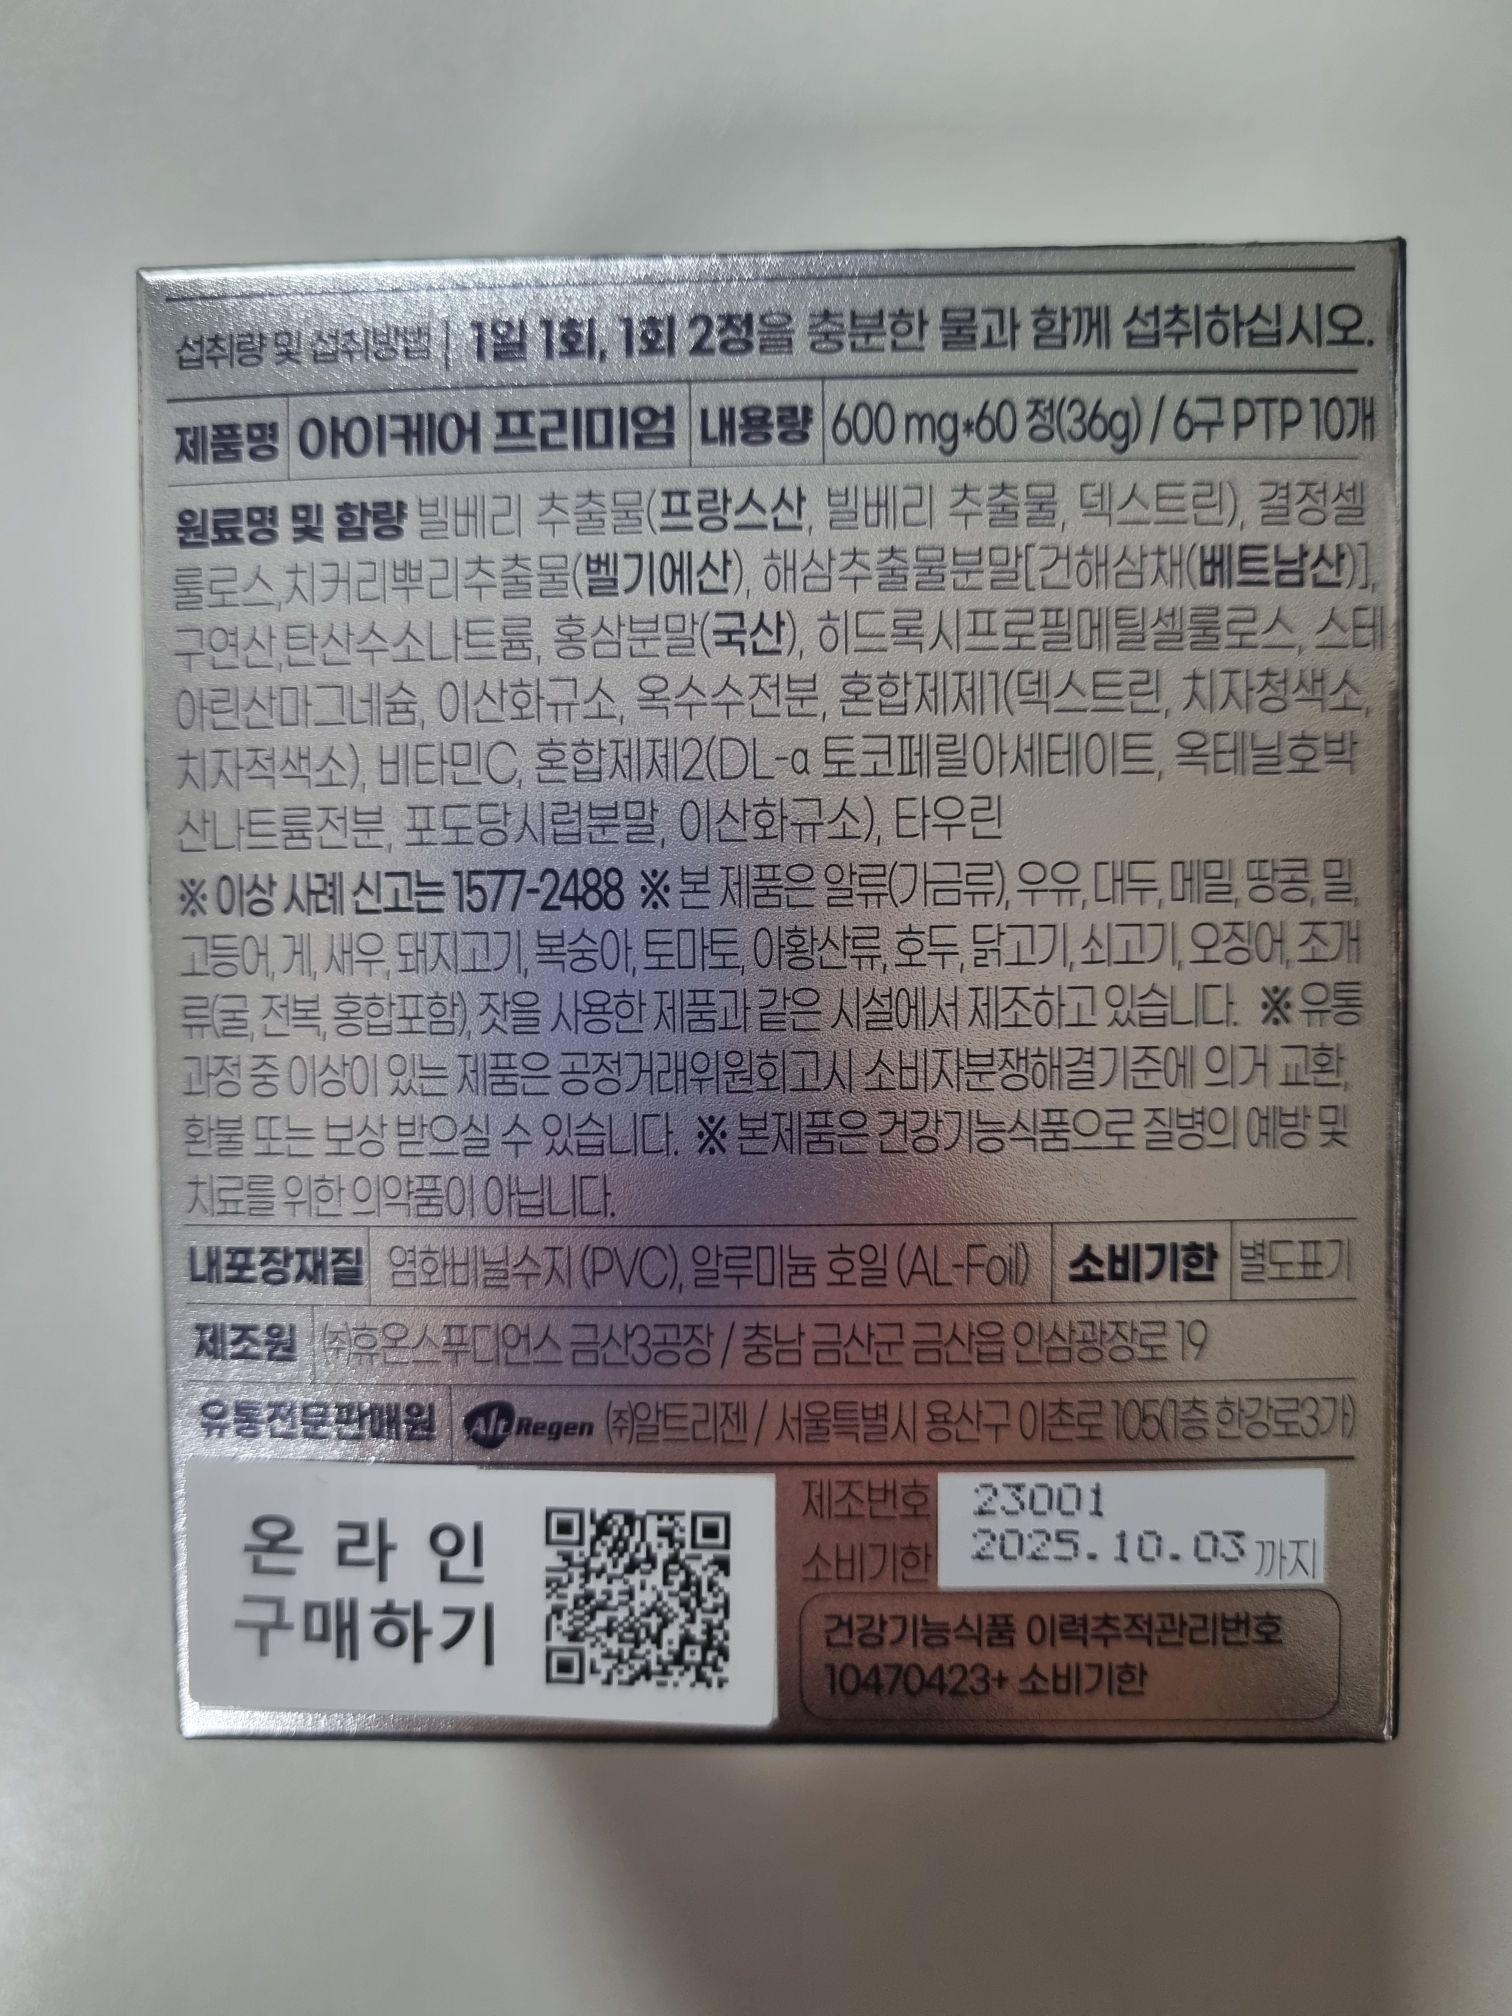 섭취량 및 섭취방법 | 1일 1회, 1회 2정을 충분한 물과 함께 섭취하십시오.
제품명 아이케어 프리미엄 내용량 600 mg*60 정(36g) / 6구 PTP 10개
원료명 및 함량 빌베리 추출물(프랑스산, 빌베리 추출물, 덱스트린), 결정셀
룰로스,치커리뿌리추출물(벨기에산), 해삼추출물분말[건해삼채(베트남산)],
구연산,탄산수소나트륨, 홍삼분말(국산), 히드록시프로필메틸셀룰로스, 스테
아린산마그네슘, 이산화규소, 옥수수전분, 혼합제제1(덱스트린, 치자청색소,
치자적색소), 비타민C, 혼합제제2(DL-α 토코페릴아세테이트, 옥테닐호박
산나트륨전분, 포도당시럽분말, 이산화규소), 타우린
※ 이상 사례 신고는 1577-2488 ※ 본 제품은 알류(가금류), 우유, 대두, 메밀, 땅콩, 밀,
고등어, 게, 새우, 돼지고기, 복숭아, 토마토, 아황산류, 호두, 닭고기, 쇠고기, 오징어, 조개
류(굴, 전복, 홍합포함), 잣을 사용한 제품과 같은 시설에서 제조하고 있습니다. ※ 유통
과정 중 이상이 있는 제품은 공정거래위원회고시 소비자분쟁해결기준에 의거 교환,
환불 또는 보상 받으실 수 있습니다. ※ 본제품은 건강기능식품으로 질병의 예방 및
치료를 위한 의약품이 아닙니다.
내포장재질 염화비닐수지 (PVC), 알루미늄 호일 (AL-Foil) 소비기한 별도표기
제조원 ㈜휴온스푸디언스 금산3공장 / 충남 금산군 금산읍 인삼광장로 19
유통전문판매원 Alt Regen ㈜알트리젠 / 서울특별시 용산구 이촌로 105(1층 한강로3가)
온 라 인
구매하기
제조번호 23001
소비기한 2025.10.03 까지
건강기능식품 이력추적관리번호
10470423+ 소비기한